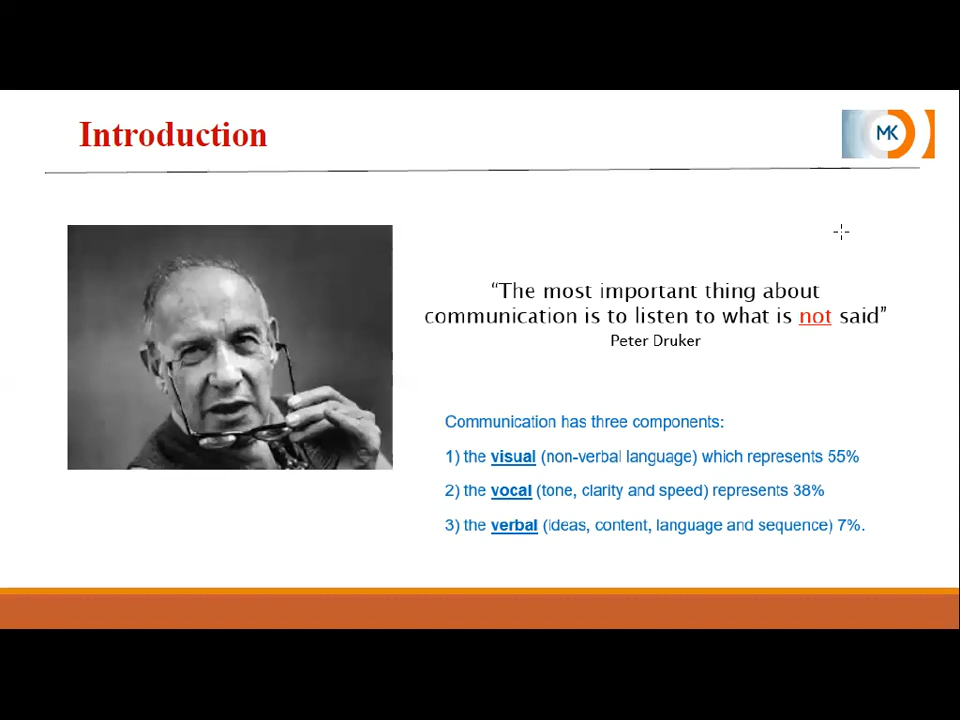 Introduction
MK
“The most important thing about
communication is to listen to what is not said”
Peter Druker
Communication has three components:
1) the visual (non-verbal language) which represents 55%
2) the vocal (tone, clarity and speed) represents 38%
3) the verbal (ideas, content, language and sequence) 7%.